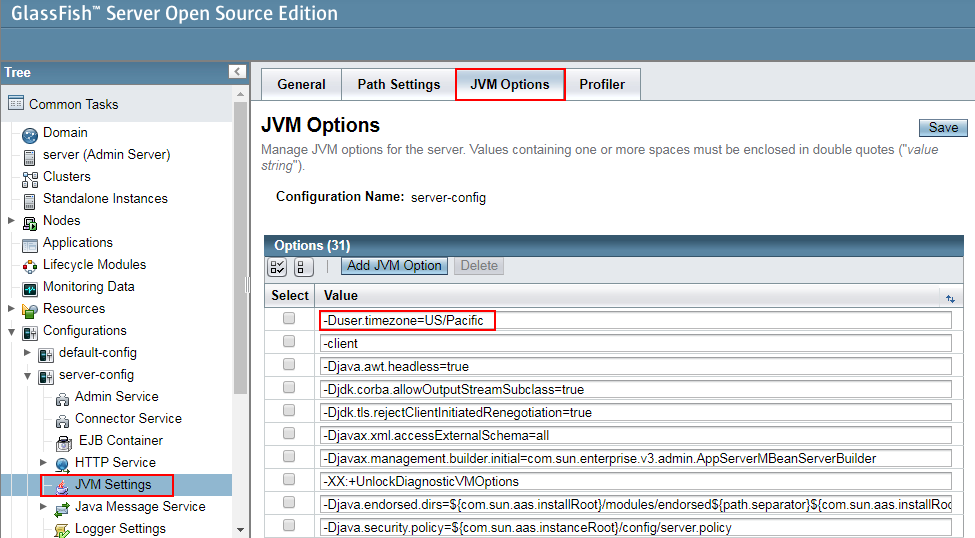 GlassFish™ Server Open Source Edition
Tree
Common Tasks
Domain
server (Admin Server)
Clusters
Standalone Instances
Nodes
Applications
Lifecycle Modules
Monitoring Data
Resources
Configurations
default-config
server-config
Admin Service
Connector Service
EJB Container
HTTP Service
JVM Settings
Java Message Service
Logger Settings
General Path Settings JVM Options Profiler
JVM Options
Save
Manage JVM options for the server. Values containing one or more spaces must be enclosed in double quotes ("value
string").
Configuration Name: server-config
Options (31)
Add JVM Option Delete
Select Value
-Duser.timezone=US/Pacific
-client
-Djava.awt.headless=true
-Djdk.corba.allowOutputStreamSubclass=true
-Djdk.tls.rejectClientInitiatedRenegotiation=true
-Djavax.xml.accessExternalSchema=all
-Djavax.management.builder.initial=com.sun.enterprise.v3.admin.AppServerMBeanServerBuilder
-XX:+UnlockDiagnosticVMOptions
-Djava.endorsed.dirs=${com.sun.aas.installRoot}/modules/endorsed${path.separator}${com.sun.aas.installRoo
-Djava.security.policy=${com.sun.aas.instanceRoot}/config/server.policy